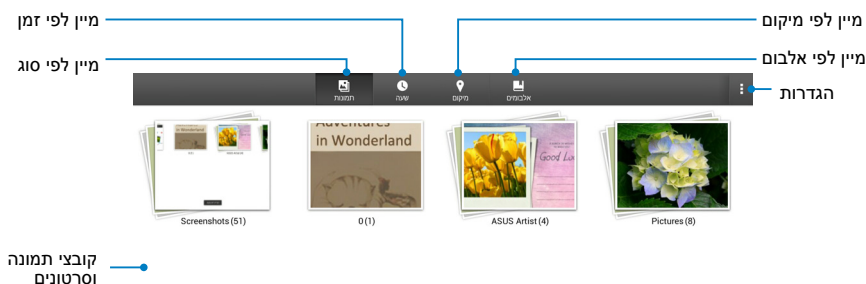 מיין לפי זמן
מיין לפי מיקום
מיין לפי סוג
מיין לפי אלבום
הגדרות
תמונות
שעה
מיקום
אלבומים
Adventures
in Wonderland
Good Lu
Screenshots (51)
0 (1)
ASUS Artist (4)
Pictures (8)
קובצי תמונה
וסרטונים